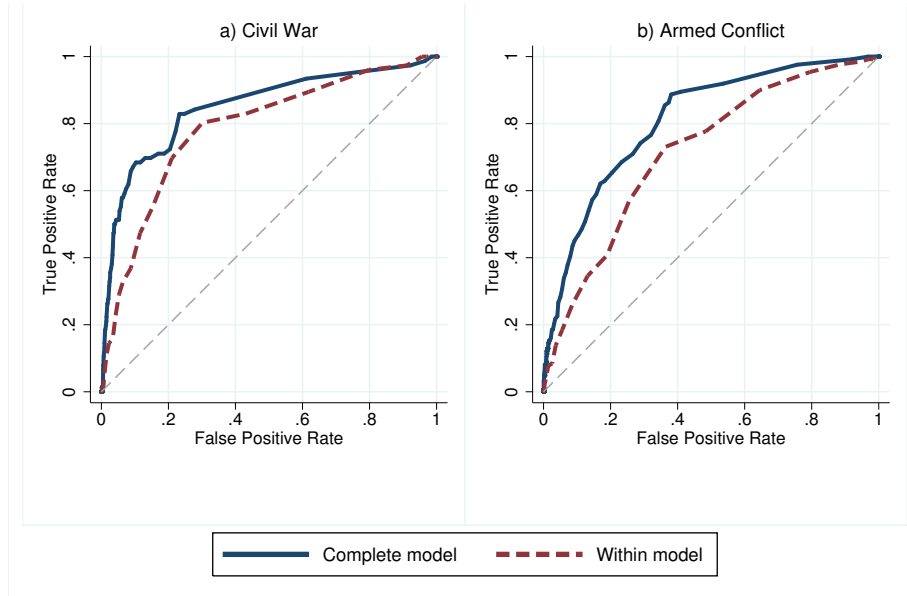 a) Civil War
True Positive Rate
0 .2 .4 .6 .8 1
0 .2 .4 .6 .8 1
False Positive Rate
b) Armed Conflict
True Positive Rate
0 .2 .4 .6 .8 1
0 .2 .4 .6 .8 1
False Positive Rate
Complete model
Within model